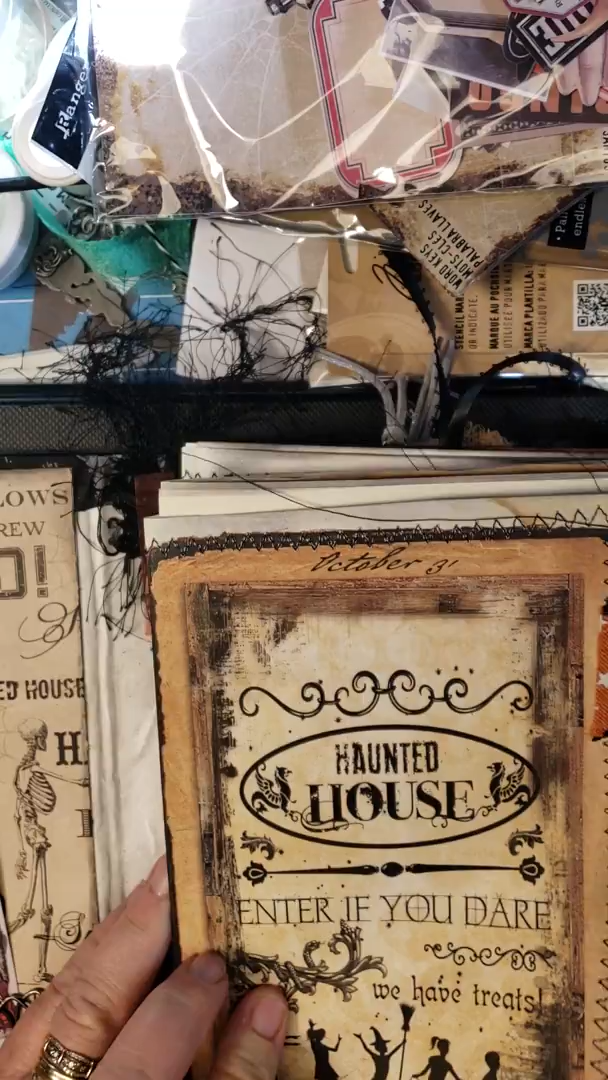 Ranger
WORD KEYS
MOTS-CLÉS
PALABRA LLAVES
STENCIL MAR
OR INDICATE.
MARQUE AU POCHOIR
UTILISÉE POUR
MARCA PLANTILLA:
endles
LOWS
REW
D!
ED HOUSE
H
October 31
HAUNTED
HOUSE
ENTER IF YOU DARE
we have treats!